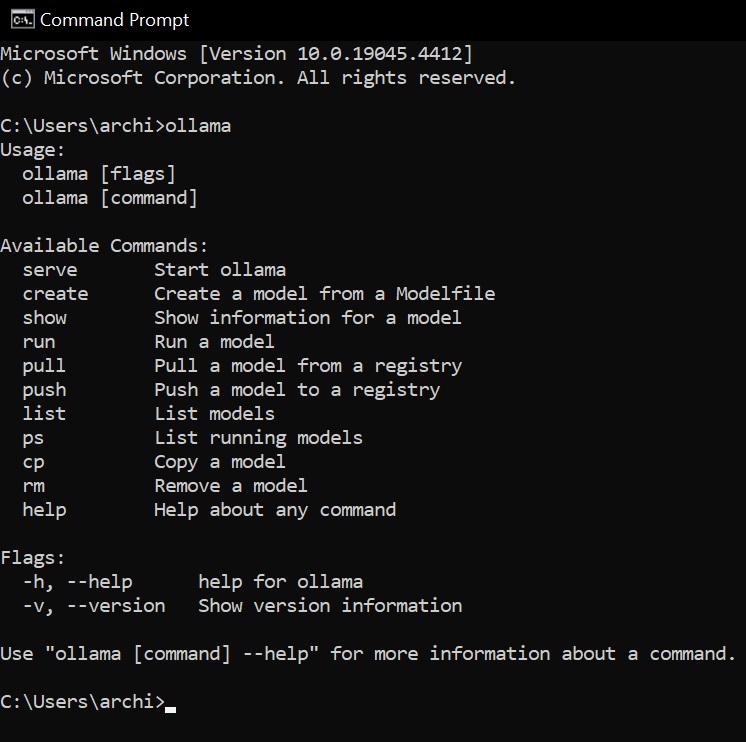 Command Prompt
Microsoft Windows [Version 10.0.19045.4412]
(c) Microsoft Corporation. All rights reserved.
C:\Users\archi>ollama
Usage:
  ollama [flags]
  ollama [command]
Available Commands:
  serve       Start ollama
  create      Create a model from a Modelfile
  show        Show information for a model
  run         Run a model
  pull        Pull a model from a registry
  push        Push a model to a registry
  list        List models
  ps          List running models
  cp          Copy a model
  rm          Remove a model
  help        Help about any command
Flags:
  -h, --help      help for ollama
  -v, --version   Show version information
Use "ollama [command] --help" for more information about a command.
C:\Users\archi>